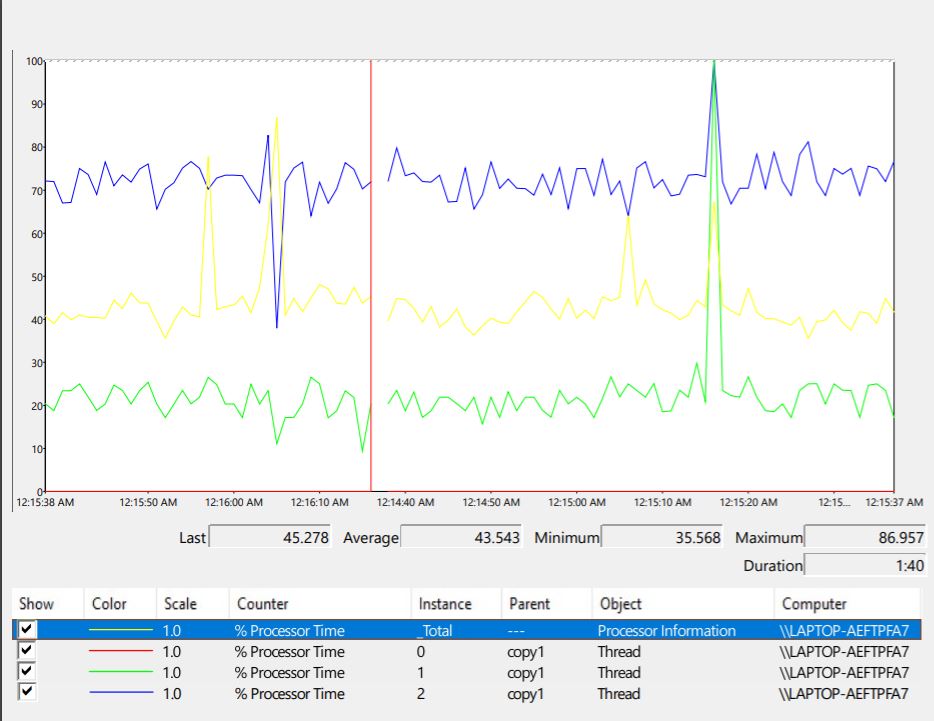 100
90
80
70
60
50
40
30
20
10
0
12:15:38 AM 12:15:50 AM 12:16:00 AM 12:16:10 AM 12:14:40 AM 12:14:50 AM 12:15:00 AM 12:15:10 AM 12:15:20 AM 12:15... 12:15:37 AM
Last 45.278 Average 43.543 Minimum 35.568 Maximum 86.957
Duration 1:40
Show Color Scale Counter Instance Parent Object Computer
1.0 % Processor Time _Total --- Processor Information \\LAPTOP-AEFTPFA7
1.0 % Processor Time 0 copy1 Thread \\LAPTOP-AEFTPFA7
1.0 % Processor Time 1 copy1 Thread \\LAPTOP-AEFTPFA7
1.0 % Processor Time 2 copy1 Thread \\LAPTOP-AEFTPFA7